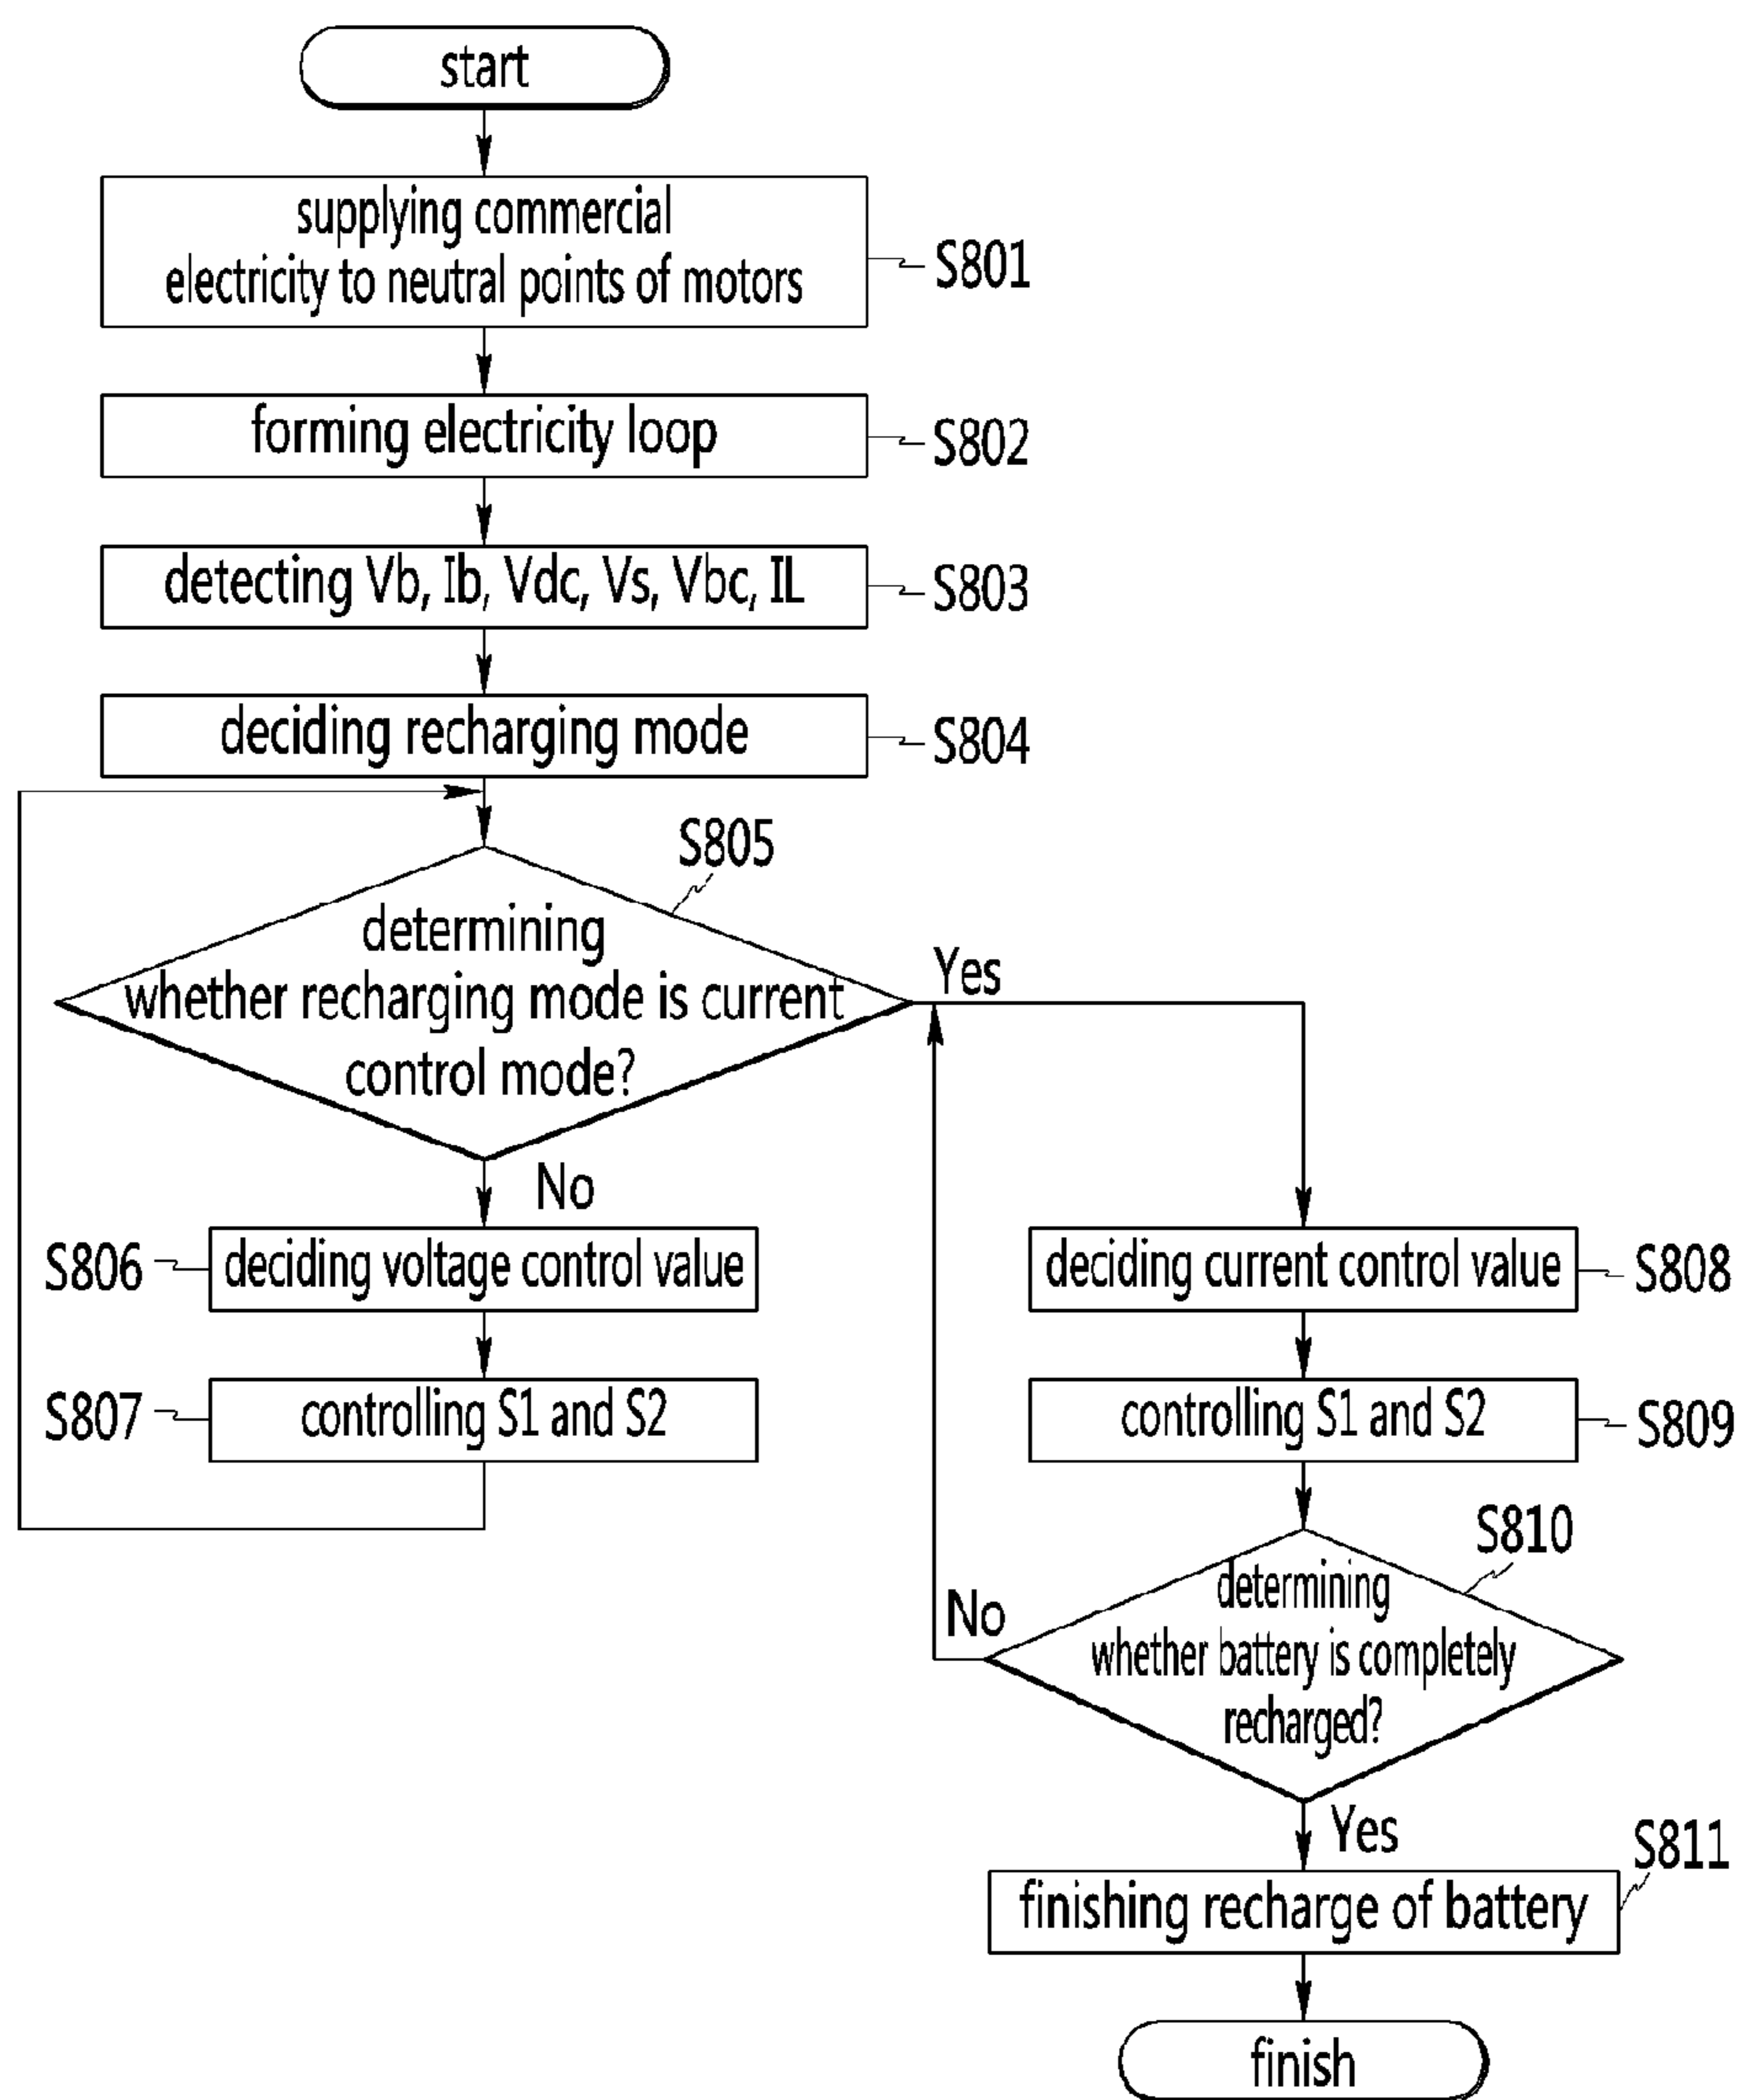 start
supplying commercial
electricity to neutral points of motors
S801
forming electricity loop
S802
detecting Vb, Ib, Vdc, Vs, Vbc, IL
S803
deciding recharging mode
S804
S805
determining
whether recharging mode is current
control mode?
Yes
No
S806
deciding voltage control value
deciding current control value
S808
S807
controlling S1 and S2
controlling S1 and S2
S809
S810
determining
whether battery is completely
recharged?
No
Yes
S811
finishing recharge of battery
finish